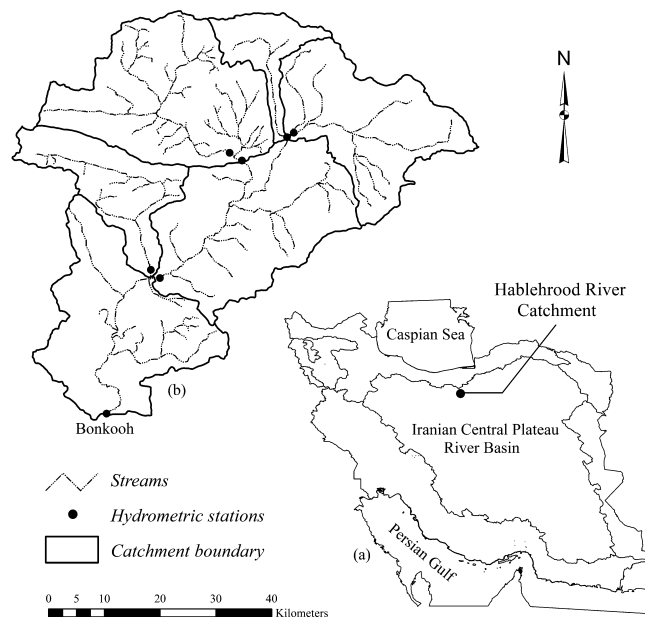 N
Hablehrood River
Catchment
Caspian Sea
(b)
Iranian Central Plateau
River Basin
Bonkooh
Streams
Hydrometric stations
Catchment boundary
(a)
Persian Gulf
0 5 10 20 30 40
Kilometers